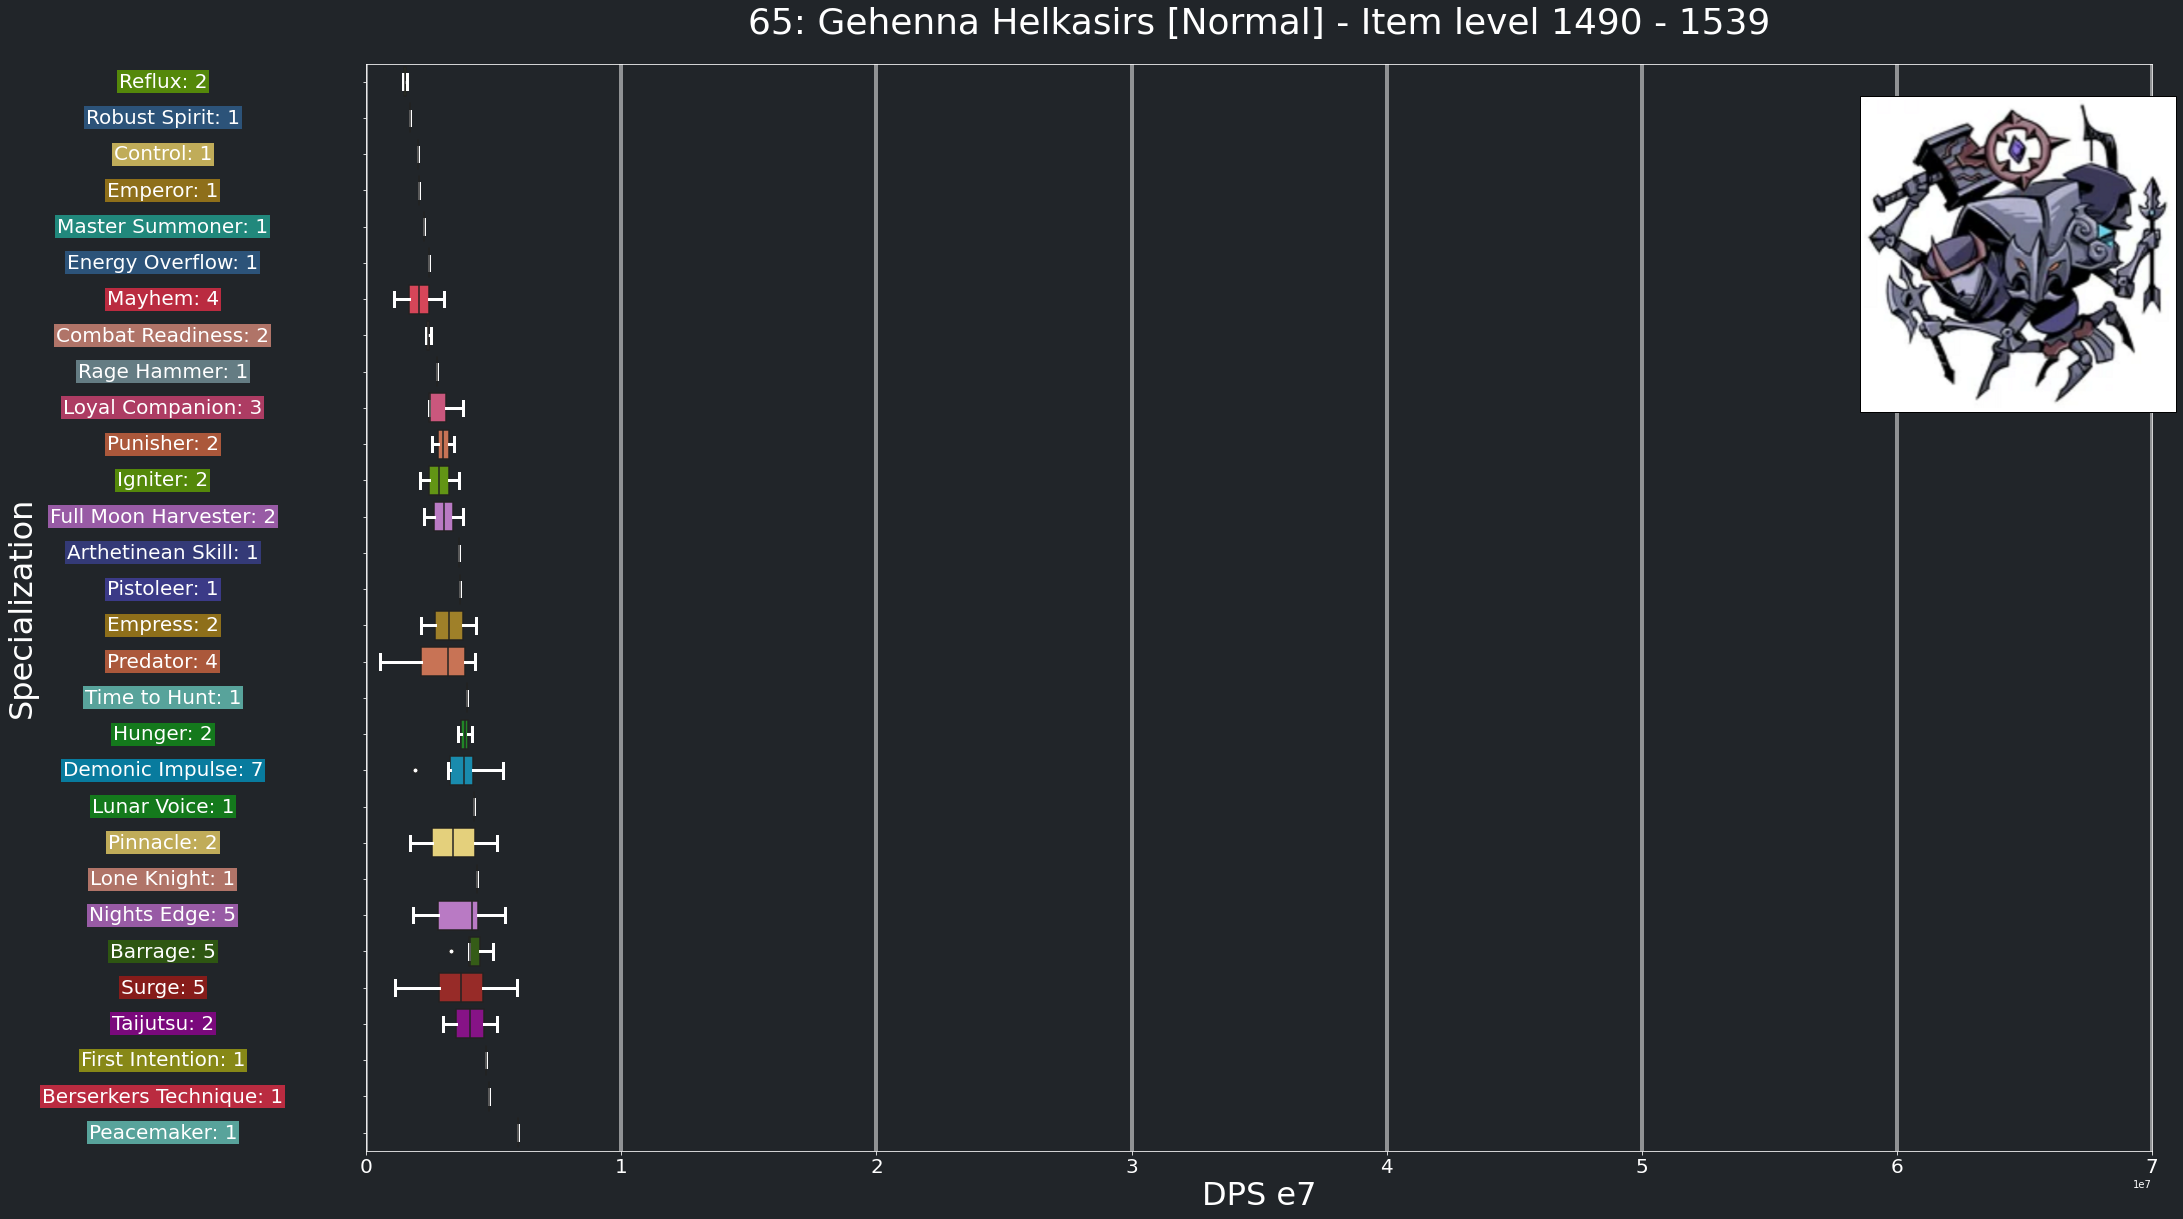 65: Gehenna Helkasirs [Normal] - Item level 1490 - 1539
Specialization
Reflux: 2
Robust Spirit: 1
Control: 1
Emperor: 1
Master Summoner: 1
Energy Overflow: 1
Mayhem: 4
Combat Readiness: 2
Rage Hammer: 1
Loyal Companion: 3
Punisher: 2
Igniter: 2
Full Moon Harvester: 2
Arthetinean Skill: 1
Pistoleer: 1
Empress: 2
Predator: 4
Time to Hunt: 1
Hunger: 2
Demonic Impulse: 7
Lunar Voice: 1
Pinnacle: 2
Lone Knight: 1
Nights Edge: 5
Barrage: 5
Surge: 5
Taijutsu: 2
First Intention: 1
Berserkers Technique: 1
Peacemaker: 1
0 1 2 3 4 5 6 7
1e7
DPS e7